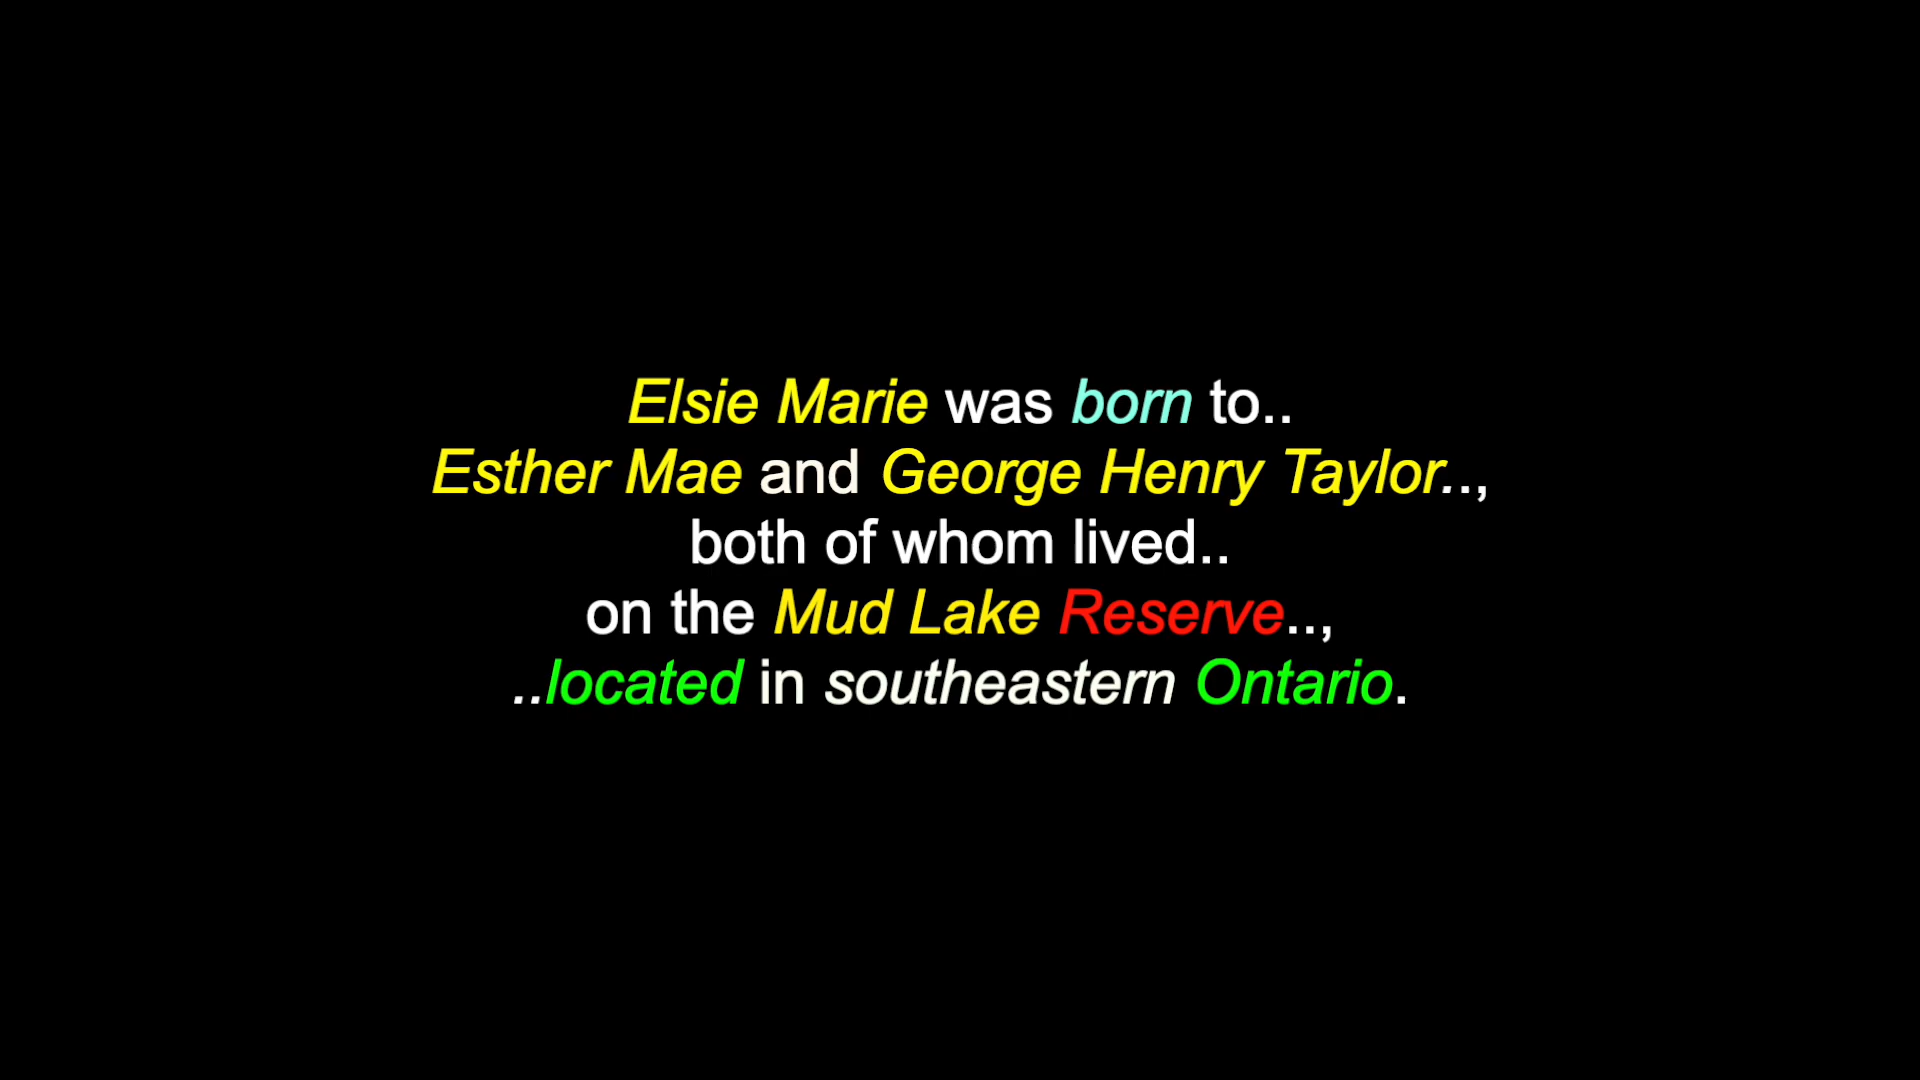 Elsie Marie was born to..
Esther Mae and George Henry Taylor..,
both of whom lived..
on the Mud Lake Reserve..,
..located in southeastern Ontario.